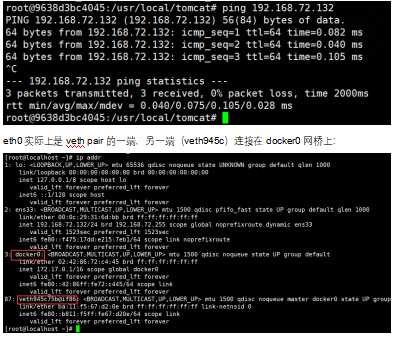 root@9638d3bc4045:/usr/local/tomcat# ping 192.168.72.132
PING 192.168.72.132 (192.168.72.132) 56(84) bytes of data.
64 bytes from 192.168.72.132: icmp_seq=1 ttl=64 time=0.082 ms
64 bytes from 192.168.72.132: icmp_seq=2 ttl=64 time=0.040 ms
64 bytes from 192.168.72.132: icmp_seq=3 ttl=64 time=0.105 ms
^C
--- 192.168.72.132 ping statistics ---
3 packets transmitted, 3 received, 0% packet loss, time 2000ms
rtt min/avg/max/mdev = 0.040/0.075/0.105/0.028 ms
root@9638d3bc4045:/usr/local/tomcat#
eth0 实际上是 veth pair 的一端，另一端（veth945c）连接在 docker0 网桥上:
[root@localhost ~]# ip addr
1: lo: <LOOPBACK,UP,LOWER_UP> mtu 65536 qdisc noqueue state UNKNOWN group default qlen 1000
link/loopback 00:00:00:00:00:00 brd 00:00:00:00:00:00
inet 127.0.0.1/8 scope host lo
valid_lft forever preferred_lft forever
inet6 ::1/128 scope host
valid_lft forever preferred_lft forever
2: ens33: <BROADCAST,MULTICAST,UP,LOWER_UP> mtu 1500 qdisc pfifo_fast state UP group default qlen 1000
link/ether 00:0c:29:31:6d:bb brd ff:ff:ff:ff:ff:ff
inet 192.168.72.132/24 brd 192.168.72.255 scope global noprefixroute dynamic ens33
valid_lft 1523sec preferred_lft 1523sec
inet6 fe80::f475:17dd:e215:7eb1/64 scope link noprefixroute
valid_lft forever preferred_lft forever
3: docker0: <BROADCAST,MULTICAST,UP,LOWER_UP> mtu 1500 qdisc noqueue state UP group default
link/ether 02:42:86:72:c4:45 brd ff:ff:ff:ff:ff:ff
inet 172.17.0.1/16 scope global docker0
valid_lft forever preferred_lft forever
inet6 fe80::42:86ff:fe72:c445/64 scope link
valid_lft forever preferred_lft forever
87: veth945c75b@if86: <BROADCAST,MULTICAST,UP,LOWER_UP> mtu 1500 qdisc noqueue master docker0 state UP group
link/ether ba:11:f5:67:d2:0e brd ff:ff:ff:ff:ff:ff link-netnsid 0
inet6 fe80::b811:f5ff:fe67:d20e/64 scope link
valid_lft forever preferred_lft forever
[root@localhost ~]#